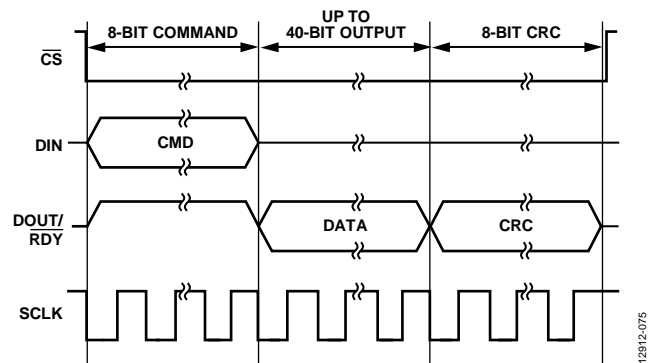 8-BIT COMMAND
UP TO
40-BIT OUTPUT
8-BIT CRC
CS
DIN
CMD
DOUT/
RDY
DATA
CRC
SCLK
12912-075